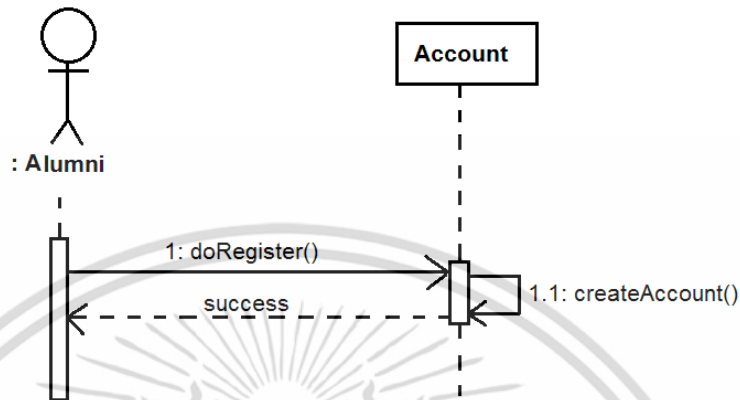 Account
: Alumni
1: doRegister()
1.1: createAccount()
success